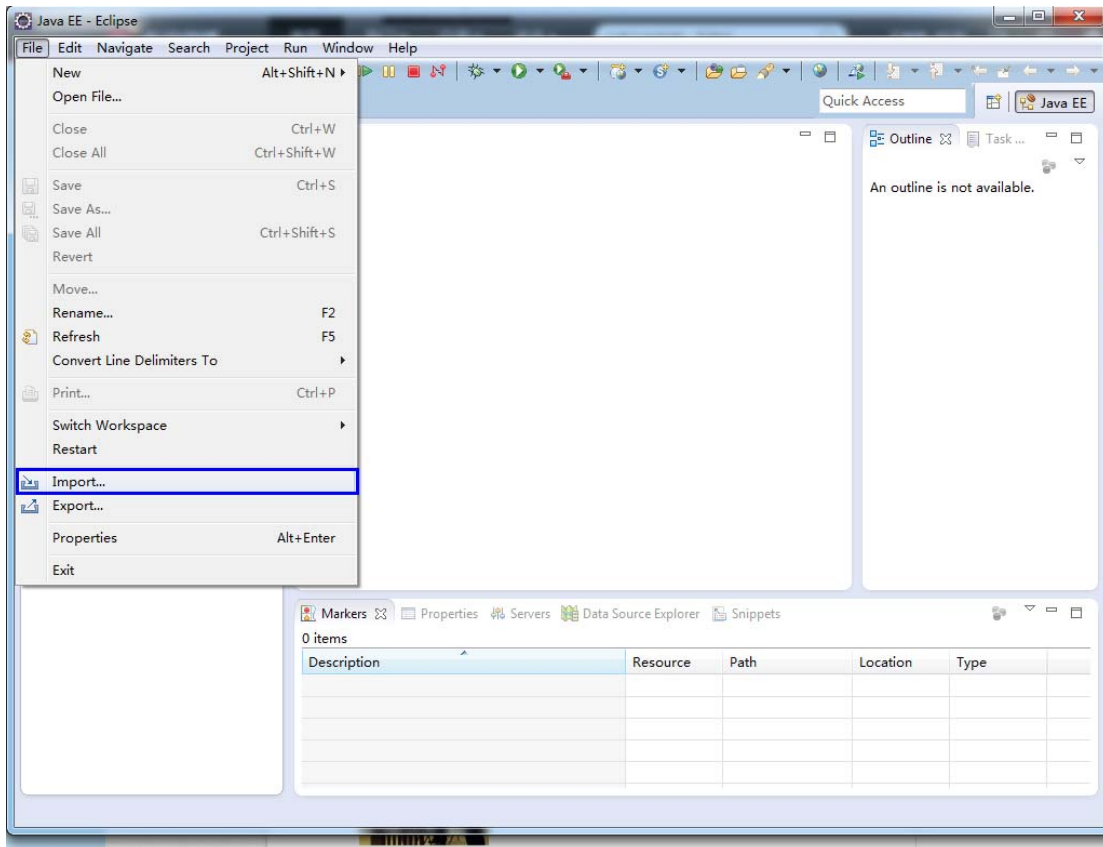 Java EE - Eclipse
File Edit Navigate Search Project Run Window Help
New Alt+Shift+N
Open File...
Quick Access Java EE
Close Ctrl+W
Close All Ctrl+Shift+W
Outline Task ...
An outline is not available.
Save Ctrl+S
Save As...
Save All Ctrl+Shift+S
Revert
Move...
Rename... F2
Refresh F5
Convert Line Delimiters To
Print... Ctrl+P
Switch Workspace
Restart
Import...
Export...
Properties Alt+Enter
Exit
Markers Properties Servers Data Source Explorer Snippets
0 items
Description Resource Path Location Type